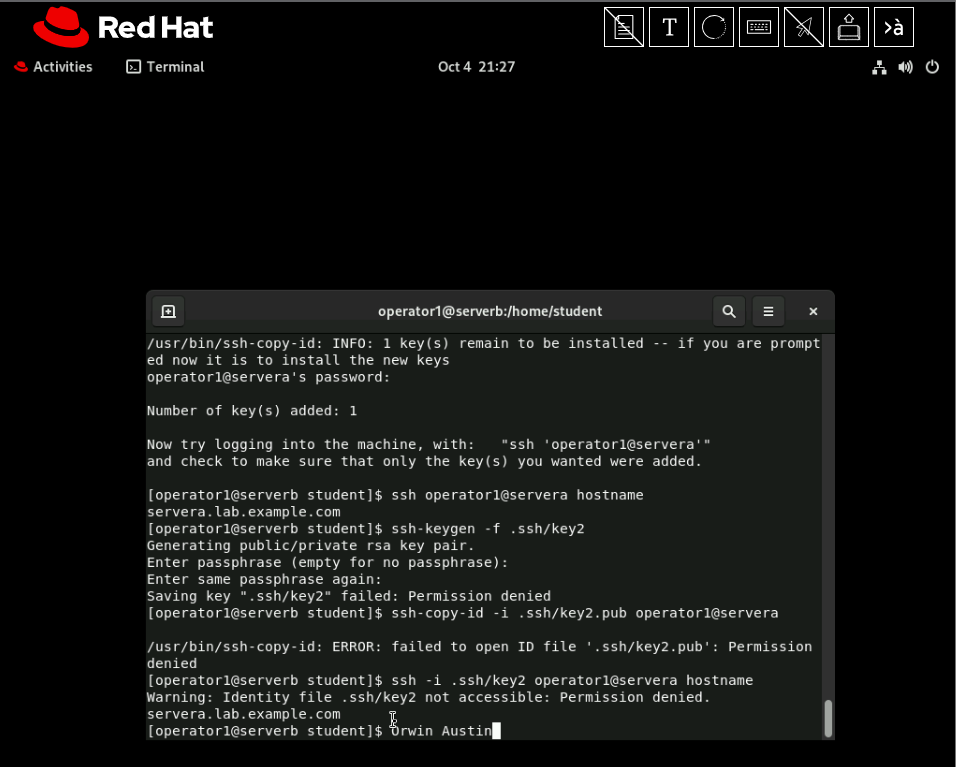 Red Hat
T
>à
Activities
Terminal
Oct 4 21:27
operator1@serverb:/home/student
/usr/bin/ssh-copy-id: INFO: 1 key(s) remain to be installed -- if you are prompt
ed now it is to install the new keys
operator1@servera's password:
Number of key(s) added: 1
Now try logging into the machine, with:   "ssh 'operator1@servera'"
and check to make sure that only the key(s) you wanted were added.
[operator1@serverb student]$ ssh operator1@servera hostname
servera.lab.example.com
[operator1@serverb student]$ ssh-keygen -f .ssh/key2
Generating public/private rsa key pair.
Enter passphrase (empty for no passphrase):
Enter same passphrase again:
Saving key ".ssh/key2" failed: Permission denied
[operator1@serverb student]$ ssh-copy-id -i .ssh/key2.pub operator1@servera
/usr/bin/ssh-copy-id: ERROR: failed to open ID file '.ssh/key2.pub': Permission
denied
[operator1@serverb student]$ ssh -i .ssh/key2 operator1@servera hostname
Warning: Identity file .ssh/key2 not accessible: Permission denied.
servera.lab.example.com
[operator1@serverb student]$ Orwin Austin